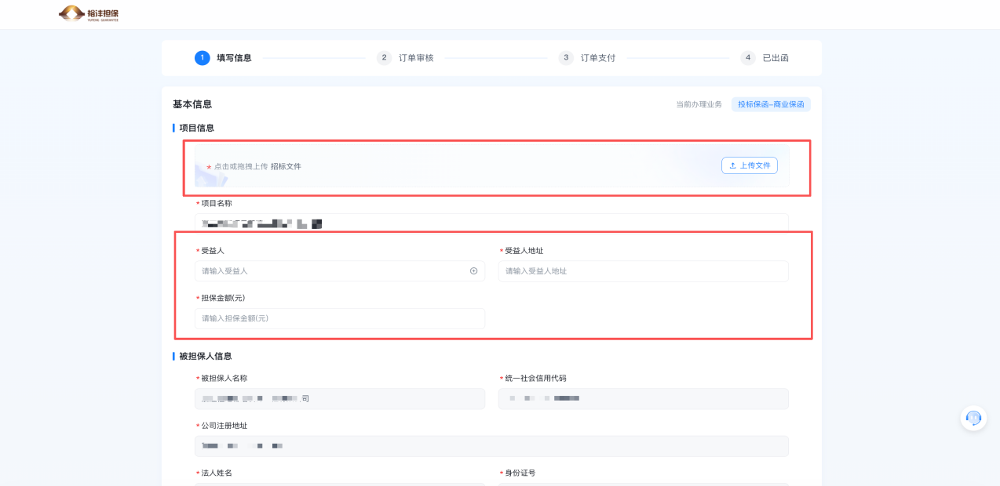 裕沣担保
YUFENG GUARANTEE
1 填写信息 2 订单审核 3 订单支付 4 已出函
基本信息 当前办理业务 投标保函-商业保函
项目信息
* 点击或拖拽上传 招标文件 上传文件
* 项目名称
* 受益人 * 受益人地址
请输入受益人 请输入受益人地址
* 担保金额(元)
请输入担保金额(元)
被担保人信息
* 被担保人名称 * 统一社会信用代码
司
* 公司注册地址
* 法人姓名 * 身份证号